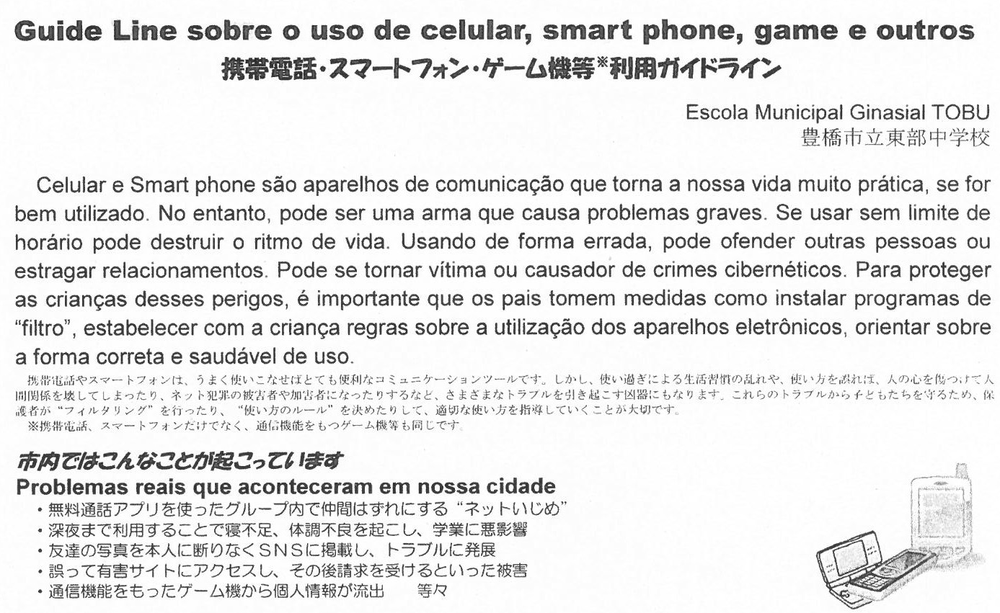 Guide Line sobre o uso de celular, smart phone, game e outros
携帯電話・スマートフォン・ゲーム機等※利用ガイドライン
Escola Municipal Ginasial TOBU
豊橋市立東部中学校
Celular e Smart phone são aparelhos de comunicação que torna a nossa vida muito prática, se for
bem utilizado. No entanto, pode ser uma arma que causa problemas graves. Se usar sem limite de
horário pode destruir o ritmo de vida. Usando de forma errada, pode ofender outras pessoas ou
estragar relacionamentos. Pode se tornar vítima ou causador de crimes cibernéticos. Para proteger
as crianças desses perigos, é importante que os pais tomem medidas como instalar programas de
“filtro”, estabelecer com a criança regras sobre a utilização dos aparelhos eletrônicos, orientar sobre
a forma correta e saudável de uso.
携帯電話やスマートフォンは、うまく使いこなせばとても便利なコミュニケーションツールです。しかし、使い過ぎによる生活習慣の乱れや、使い方を誤れば、人の心を傷つけて人
間関係を壊してしまったり、ネット犯罪の被害者や加害者になったりするなど、さまざまなトラブルを引き起こす凶器にもなります。これらのトラブルから子どもたちを守るため、保
護者が“フィルタリング”を行ったり、“使い方のルール”を決めたりして、適切な使い方を指導していくことが大切です。
※携帯電話、スマートフォンだけでなく、通信機能をもつゲーム機等も同じです。
市内ではこんなことが起こっています
Problemas reais que aconteceram em nossa cidade
・無料通話アプリを使ったグループ内で仲間はずれにする“ネットいじめ”
・深夜まで利用することで寝不足、体調不良を起こし、学業に悪影響
・友達の写真を本人に断りなくＳＮＳに掲載し、トラブルに発展
・誤って有害サイトにアクセスし、その後請求を受けるといった被害
・通信機能をもったゲーム機から個人情報が流出　　等々